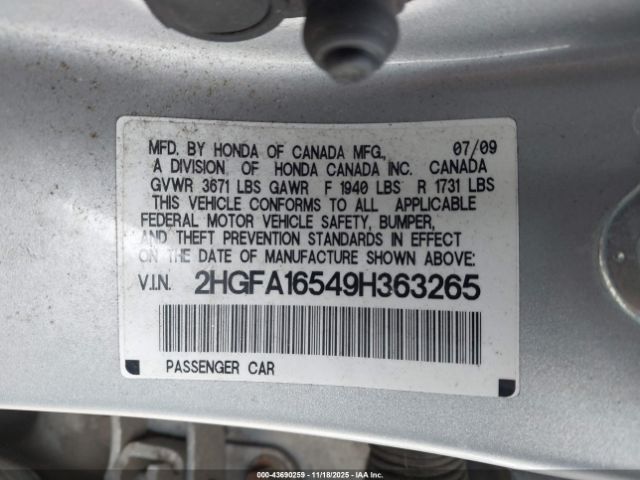 MFD. BY HONDA OF CANADA MFG., 07/09
A DIVISION OF HONDA CANADA INC. CANADA
GVWR 3671 LBS GAWR F 1940 LBS R 1731 LBS
THIS VEHICLE CONFORMS TO ALL APPLICABLE
FEDERAL MOTOR VEHICLE SAFETY, BUMPER,
AND THEFT PREVENTION STANDARDS IN EFFECT
ON THE DATE OF MANUFACTURE SHOWN ABOVE:
V.I.N. 2HGFA16549H363265
PASSENGER CAR
000-43690259 - 11/18/2025 - IAAI.COM